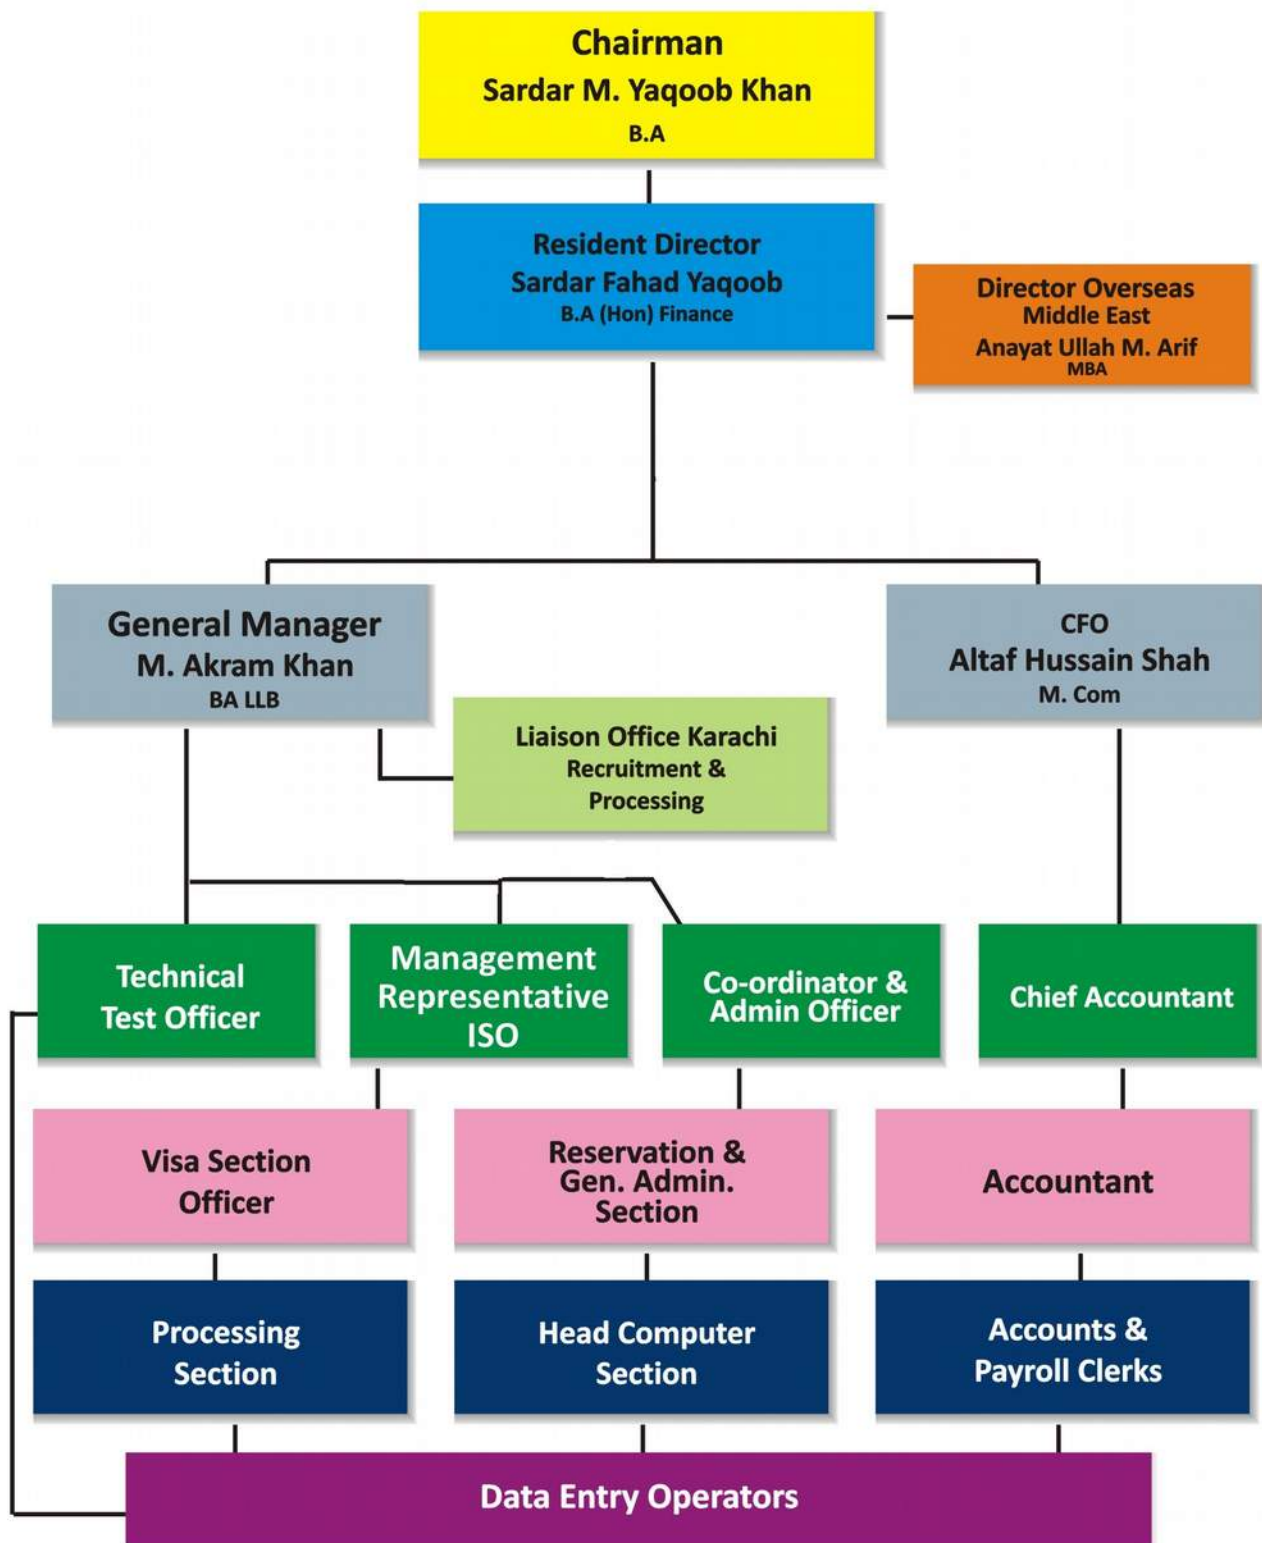 Chairman
Sardar M. Yaqoob Khan
B.A
Resident Director
Sardar Fahad Yaqoob
B.A (Hon) Finance
Director Overseas
Middle East
Anayat Ullah M. Arif
MBA
General Manager
M. Akram Khan
BA LLB
CFO
Altaf Hussain Shah
M. Com
Liaison Office Karachi
Recruitment &
Processing
Technical
Test Officer
Management
Representative
ISO
Co-ordinator &
Admin Officer
Chief Accountant
Visa Section
Officer
Reservation &
Gen. Admin.
Section
Accountant
Processing
Section
Head Computer
Section
Accounts &
Payroll Clerks
Data Entry Operators